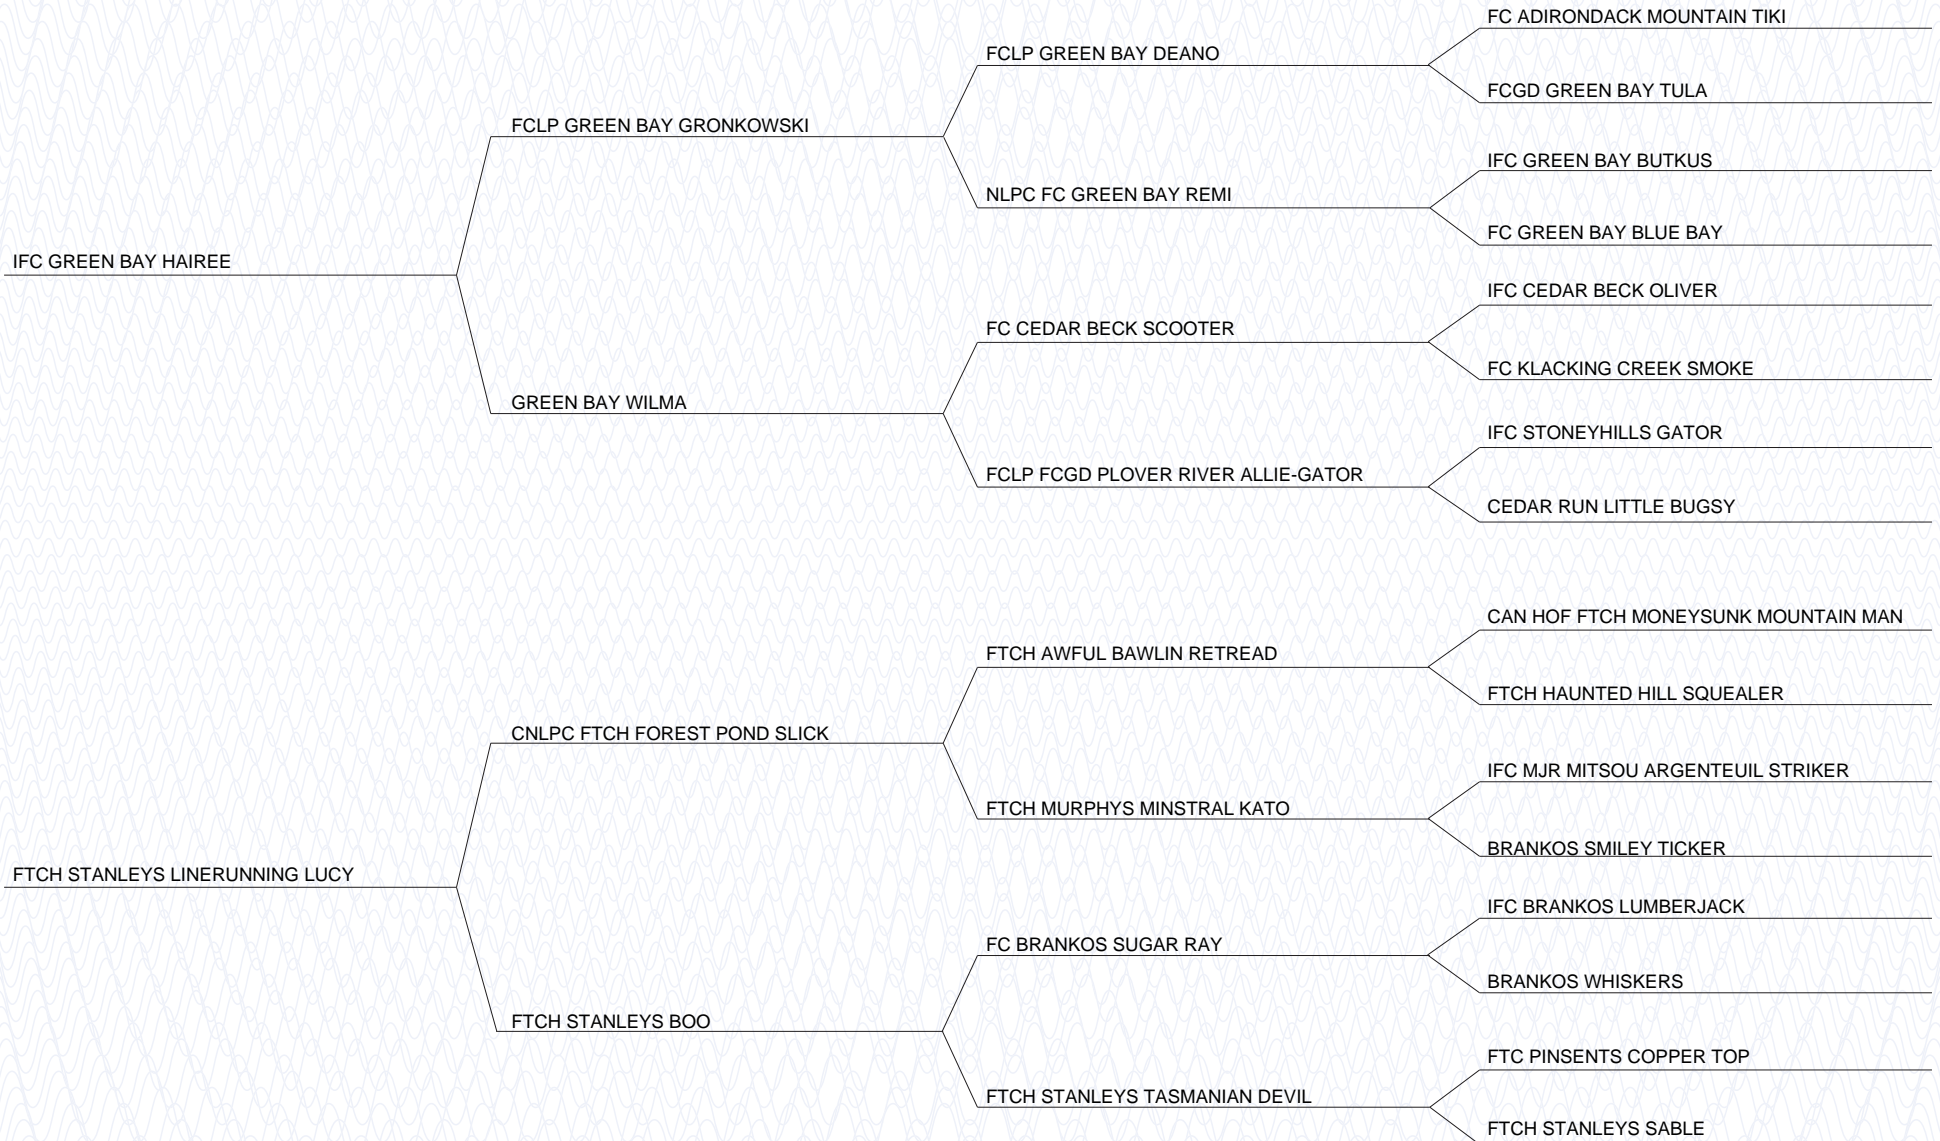 FC ADIRONDACK MOUNTAIN TIKI
FCLP GREEN BAY DEANO
FCGD GREEN BAY TULA
FCLP GREEN BAY GRONKOWSKI
IFC GREEN BAY BUTKUS
NLPC FC GREEN BAY REMI
FC GREEN BAY BLUE BAY
IFC GREEN BAY HAIREE
IFC CEDAR BECK OLIVER
FC CEDAR BECK SCOOTER
FC KLACKING CREEK SMOKE
GREEN BAY WILMA
IFC STONEYHILLS GATOR
FCLP FCGD PLOVER RIVER ALLIE-GATOR
CEDAR RUN LITTLE BUGSY
CAN HOF FTCH MONEYSUNK MOUNTAIN MAN
FTCH AWFUL BAWLIN RETREAD
FTCH HAUNTED HILL SQUEALER
CNLPC FTCH FOREST POND SLICK
IFC MJR MITSOU ARGENTEUIL STRIKER
FTCH MURPHYS MINSTRAL KATO
BRANKOS SMILEY TICKER
FTCH STANLEYS LINERUNNING LUCY
IFC BRANKOS LUMBERJACK
FC BRANKOS SUGAR RAY
BRANKOS WHISKERS
FTCH STANLEYS BOO
FTC PINSENTS COPPER TOP
FTCH STANLEYS TASMANIAN DEVIL
FTCH STANLEYS SABLE